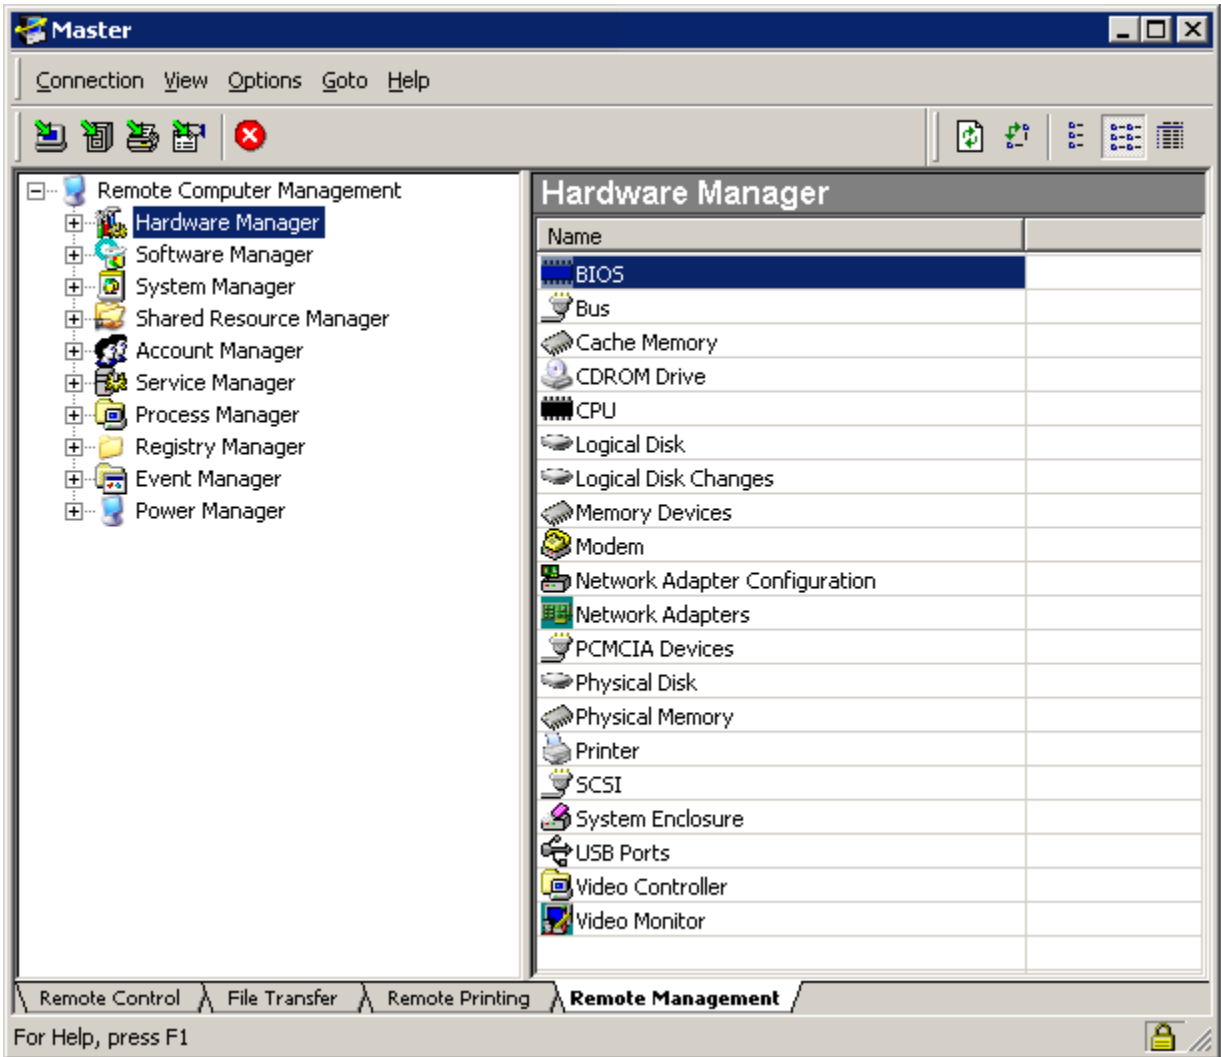 Master
Connection View Options Goto Help
Remote Computer Management
Hardware Manager
Software Manager
System Manager
Shared Resource Manager
Account Manager
Service Manager
Process Manager
Registry Manager
Event Manager
Power Manager
Hardware Manager
Name
BIOS
Bus
Cache Memory
CDROM Drive
CPU
Logical Disk
Logical Disk Changes
Memory Devices
Modem
Network Adapter Configuration
Network Adapters
PCMCIA Devices
Physical Disk
Physical Memory
Printer
SCSI
System Enclosure
USB Ports
Video Controller
Video Monitor
Remote Control File Transfer Remote Printing Remote Management
For Help, press F1